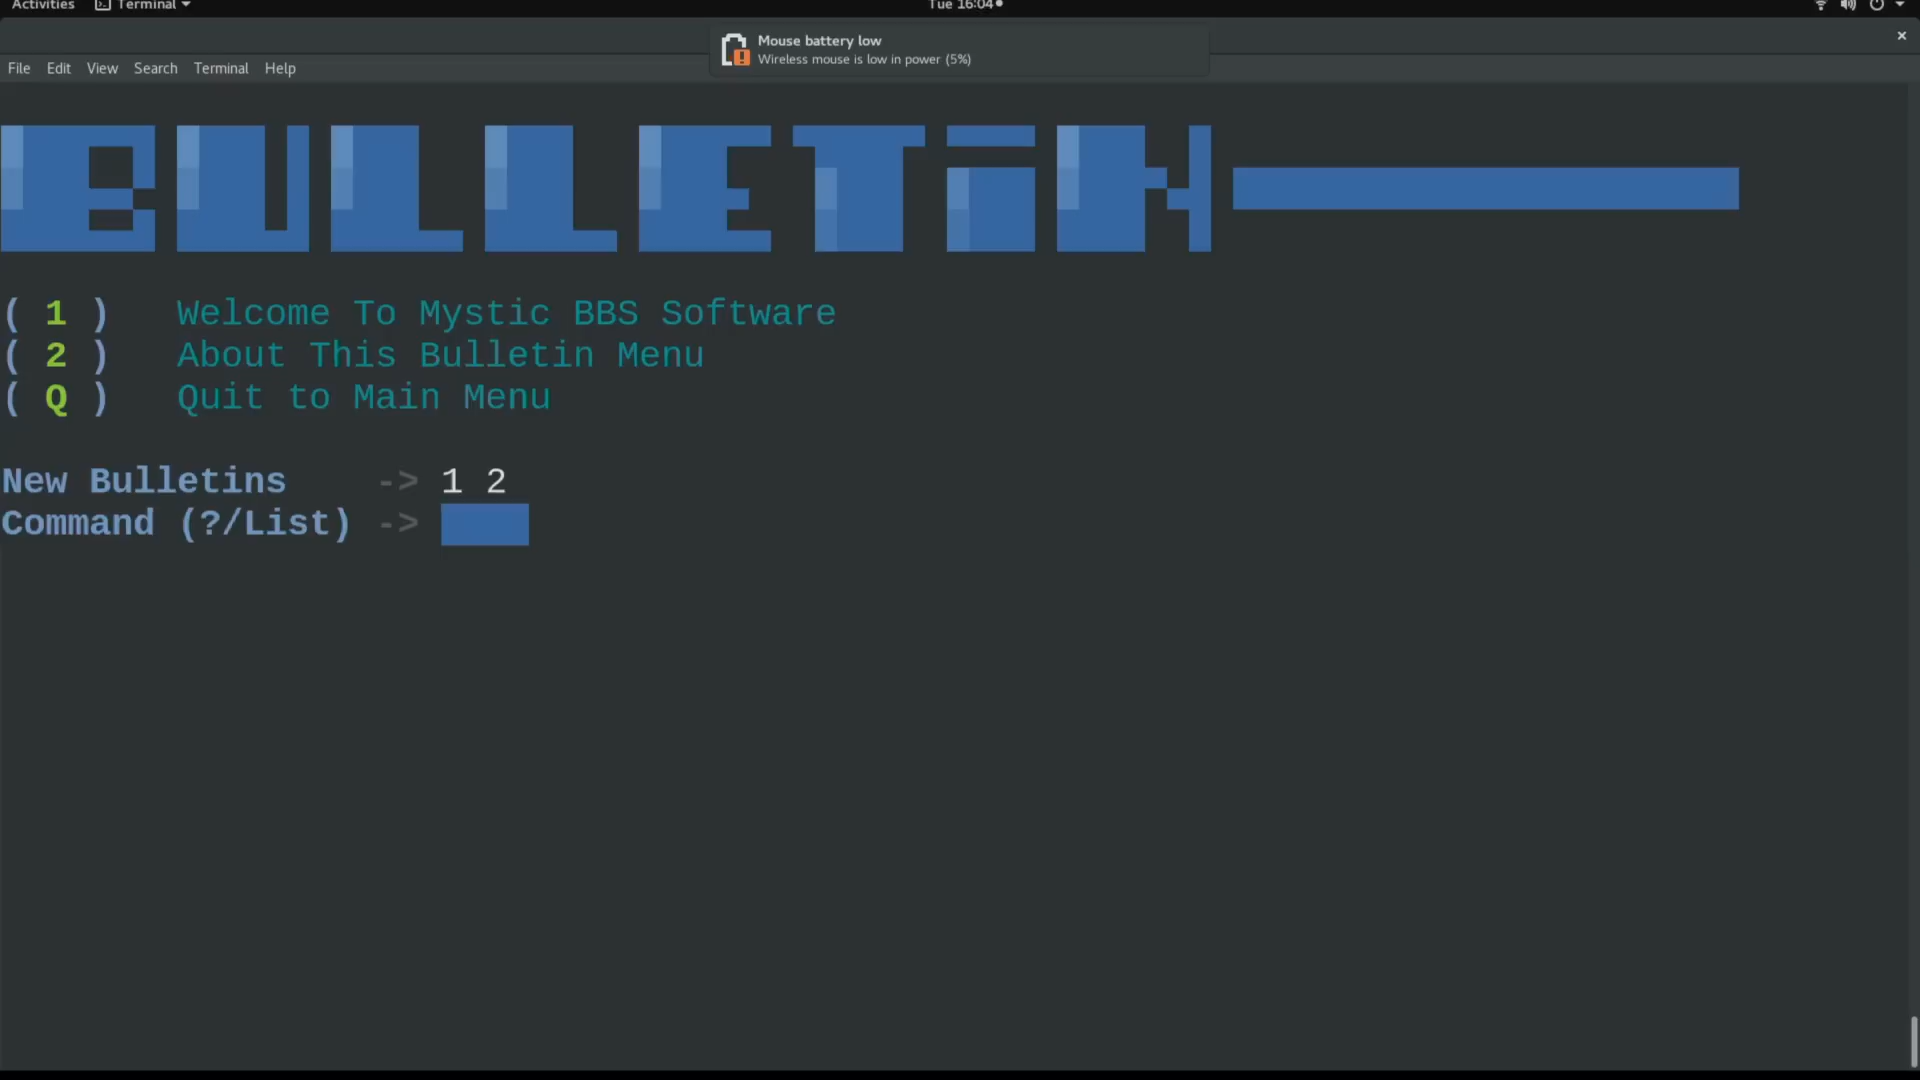 Activities Terminal Tue 16:04
Mouse battery low
Wireless mouse is low in power (5%)
File Edit View Search Terminal Help
BULLETiN
( 1 ) Welcome To Mystic BBS Software
( 2 ) About This Bulletin Menu
( Q ) Quit to Main Menu
New Bulletins -> 1 2
Command (?/List) ->